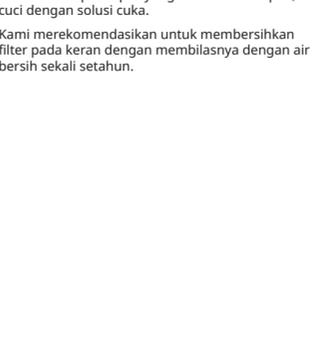 cuci dengan solusi cuka.
Kami merekomendasikan untuk membersihkan
filter pada keran dengan membilasnya dengan air
bersih sekali setahun.